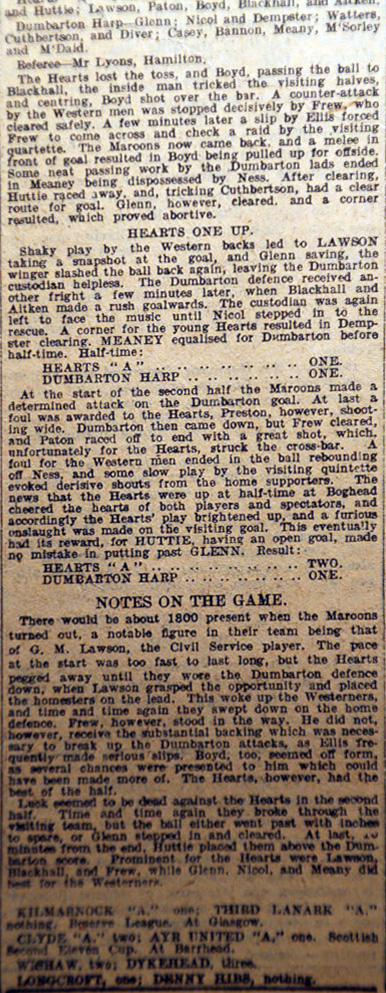 and Huttie; Lawson, Paton, Boyd, Blackhall, and Aitken.
Dumbarton Harp—Glenn; Nicol and Dempster; Watters,
Cuthbertson, and Diver; Casey, Bannon, Meany, M'Sorley
and M'Daid.
Referee—Mr Lyons, Hamilton.
The Hearts lost the toss, and Boyd, passing the ball to
Blackhall, the inside man tricked the visiting halves,
and centring, Boyd shot over the bar. A counter-attack
by the Western men was stopped decisively by Frew, who
cleared safely. A few minutes later a slip by Ellis forced
Frew to come across and check a raid by the visiting
quartette. The Maroons now came back, and a melee in
front of goal resulted in Boyd being pulled up for offside.
Some neat passing work by the Dumbarton lads ended
in Meaney being dispossessed by Ness. After clearing,
Huttie raced away, and, tricking Cuthbertson, had a clear
route for goal. Glenn, however, cleared, and a corner
resulted, which proved abortive.
HEARTS ONE UP.
Shaky play by the Western backs led to LAWSON
taking a snapshot at the goal, and Glenn saving, the
winger slashed the ball back again, leaving the Dumbarton
custodian helpless. The Dumbarton defence received an-
other fright a few minutes later, when Blackhall and
Aitken made a rush goalwards. The custodian was again
left to face the music until Nicol stepped in to the
rescue. A corner for the young Hearts resulted in Demp-
ster clearing. MEANEY equalised for Dumbarton before
half-time. Half-time:
HEARTS "A" .. .. .. .. .. .. .. ONE.
DUMBARTON HARP .. .. .. .. .. .. ONE.
At the start of the second half the Maroons made a
determined attack on the Dumbarton goal. At last a
foul was awarded to the Hearts, Preston, however, shoot-
ing wide. Dumbarton then came down, but Frew cleared,
and Paton raced off to end with a great shot, which,
unfortunately for the Hearts, struck the cross-bar. A
foul for the Western men ended in the ball rebounding
off Ness, and some slow play by the visiting quintette
evoked derisive shouts from the home supporters. The
news that the Hearts were up at half-time at Boghead
cheered the hearts of both players and spectators, and
accordingly the Hearts' play brightened up, and a furious
onslaught was made on the visiting goal. This eventually
had its reward, for HUTTIE, having an open goal, made
no mistake in putting past GLENN. Result:
HEARTS "A" .. .. .. .. .. .. .. TWO.
DUMBARTON HARP .. .. .. .. .. .. ONE.
NOTES ON THE GAME.
There would be about 1800 present when the Maroons
turned out, a notable figure in their team being that
of G. M. Lawson, the Civil Service player. The pace
at the start was too fast to last long, but the Hearts
pegged away until they wore the Dumbarton defence
down, when Lawson grasped the opportunity and placed
the homesters on the lead. This woke up the Westerners,
and time and time again they swept down on the home
defence. Frew, however, stood in the way. He did not,
however, receive the substantial backing which was neces-
sary to break up the Dumbarton attacks, as Ellis fre-
quently made serious slips. Boyd, too, seemed off form,
as several chances were presented to him which could
have been made more of. The Hearts, however, had the
best of the half.
Luck seemed to be dead against the Hearts in the second
half. Time and time again they broke through the
visiting team, but the ball either went past with inches
to spare, or Glenn stepped in and cleared. At last,
minutes from the end, Huttie placed them above the Dum-
barton score. Prominent for the Hearts were Lawson,
Blackhall, and Frew, while Glenn, Nicol, and Meany did
best for the Westerners.
KILMARNOCK "A," one; THIRD LANARK "A,"
nothing. Reserve League. At Glasgow.
CLYDE "A," two; AYR UNITED "A," one. Scottish
Second Eleven Cup. At Barrhead.
WISHAW, two; DYKEHEAD, three.
LONGCROFT, one; DENNY HIBS, nothing.